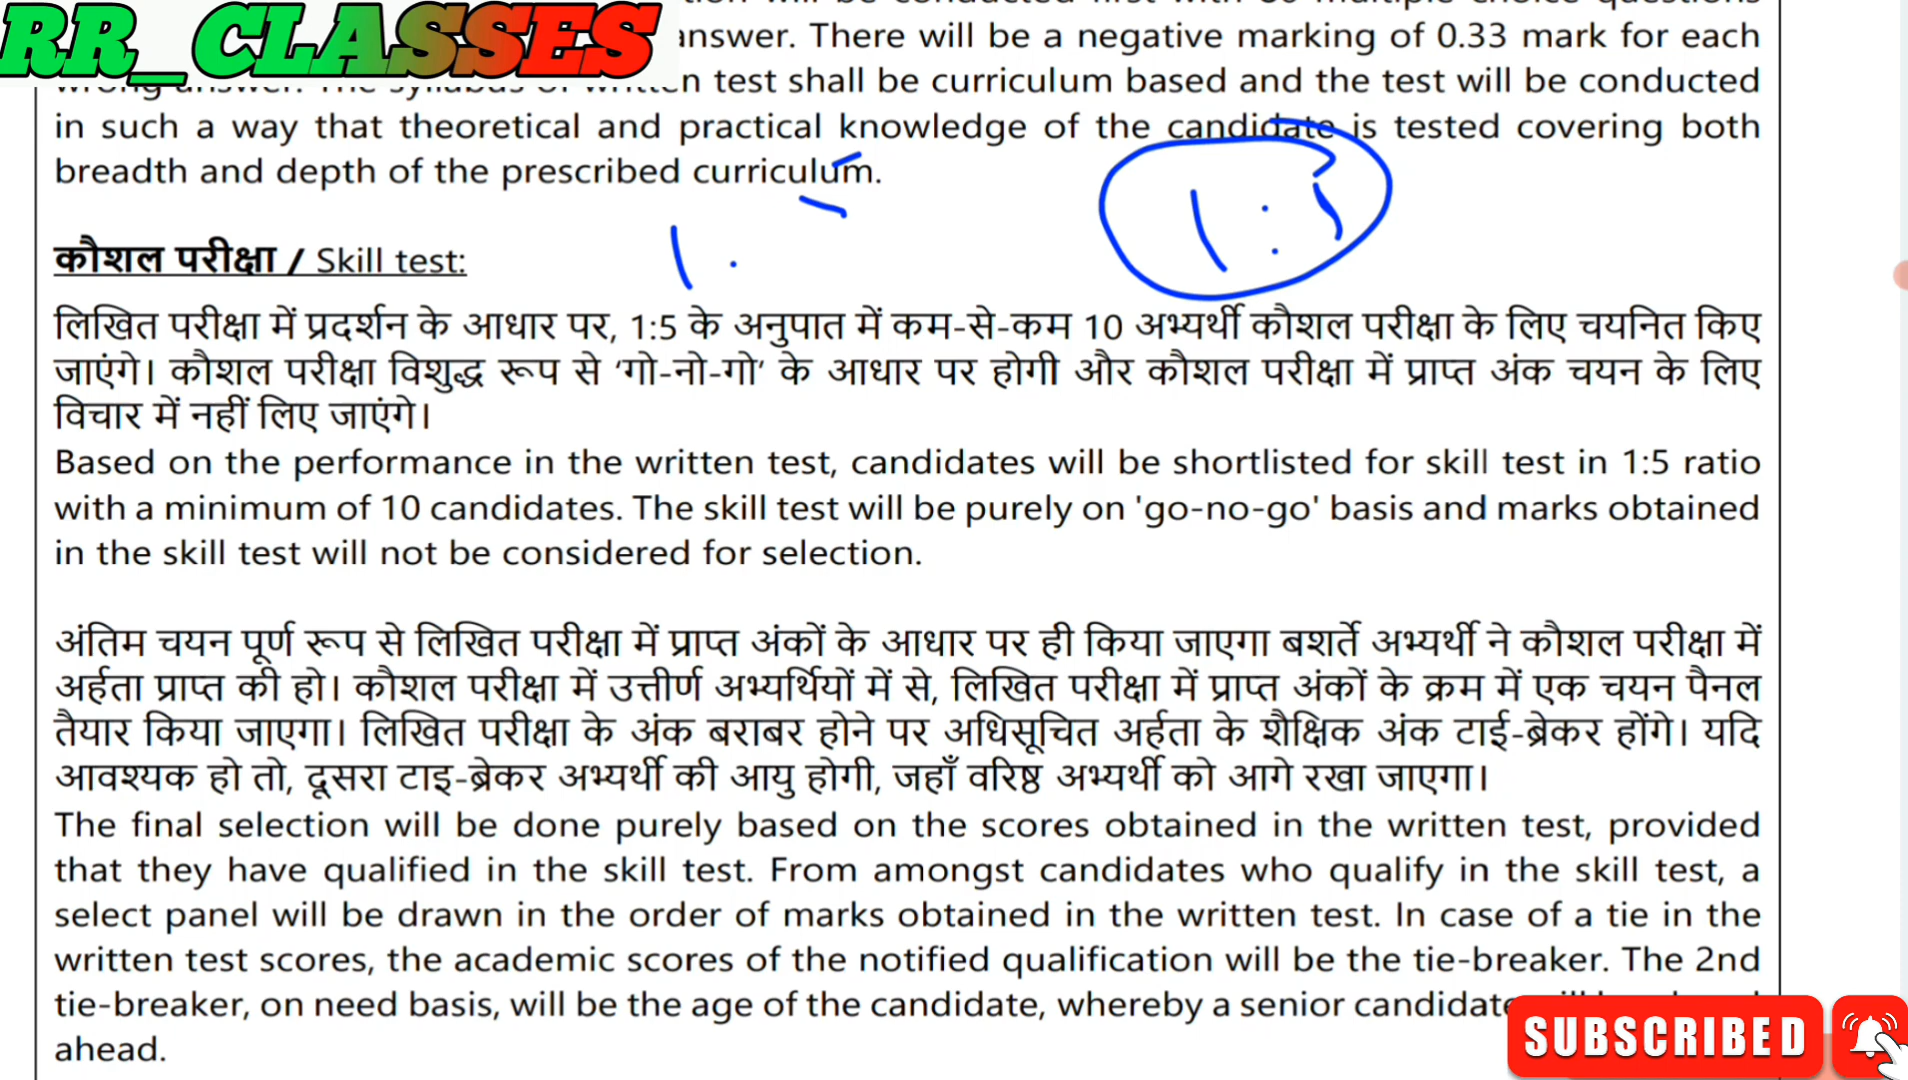 RR_CLASSES
answer. There will be a negative marking of 0.33 mark for each
wrong answer. The syllabus of written test shall be curriculum based and the test will be conducted
in such a way that theoretical and practical knowledge of the candidate is tested covering both
breadth and depth of the prescribed curriculum.
1:5
कौशल परीक्षा / Skill test:
लिखित परीक्षा में प्रदर्शन के आधार पर, 1:5 के अनुपात में कम-से-कम 10 अभ्यर्थी कौशल परीक्षा के लिए चयनित किए
जाएंगे। कौशल परीक्षा विशुद्ध रूप से ‘गो-नो-गो’ के आधार पर होगी और कौशल परीक्षा में प्राप्त अंक चयन के लिए
विचार में नहीं लिए जाएंगे।
Based on the performance in the written test, candidates will be shortlisted for skill test in 1:5 ratio
with a minimum of 10 candidates. The skill test will be purely on 'go-no-go' basis and marks obtained
in the skill test will not be considered for selection.
अंतिम चयन पूर्ण रूप से लिखित परीक्षा में प्राप्त अंकों के आधार पर ही किया जाएगा बशर्ते अभ्यर्थी ने कौशल परीक्षा में
अर्हता प्राप्त की हो। कौशल परीक्षा में उत्तीर्ण अभ्यर्थियों में से, लिखित परीक्षा में प्राप्त अंकों के क्रम में एक चयन पैनल
तैयार किया जाएगा। लिखित परीक्षा के अंक बराबर होने पर अधिसूचित अर्हता के शैक्षिक अंक टाई-ब्रेकर होंगे। यदि
आवश्यक हो तो, दूसरा टाइ-ब्रेकर अभ्यर्थी की आयु होगी, जहाँ वरिष्ठ अभ्यर्थी को आगे रखा जाएगा।
The final selection will be done purely based on the scores obtained in the written test, provided
that they have qualified in the skill test. From amongst candidates who qualify in the skill test, a
select panel will be drawn in the order of marks obtained in the written test. In case of a tie in the
written test scores, the academic scores of the notified qualification will be the tie-breaker. The 2nd
tie-breaker, on need basis, will be the age of the candidate, whereby a senior candidate
ahead.
SUBSCRIBED